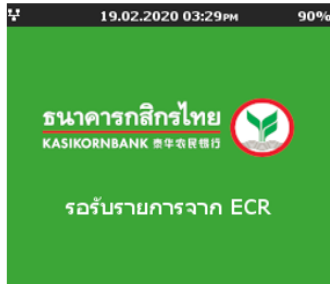 19.02.2020 03:29PM 90%
ธนาคารกสิกรไทย
KASIKORNBANK 泰华农民银行
รอรับรายการจาก ECR